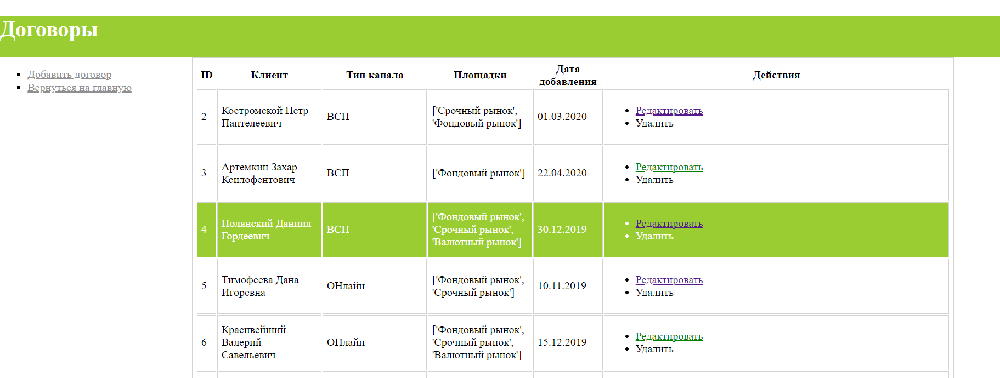 Договоры
Добавить договор
Вернуться на главную
ID
Клиент
Тип канала
Площадки
Дата
добавления
Действия
2
Костромской Петр
Пантелеевич
ВСП
['Срочный рынок',
'Фондовый рынок']
01.03.2020
Редактировать
Удалить
3
Артемкин Захар
Ксилофентович
ВСП
['Фондовый рынок']
22.04.2020
Редактировать
Удалить
4
Полянский Даниил
Гордеевич
ВСП
['Фондовый рынок',
'Срочный рынок',
'Валютный рынок']
30.12.2019
Редактировать
Удалить
5
Тимофеева Дана
Игоревна
ОНлайн
['Фондовый рынок',
'Срочный рынок']
10.11.2019
Редактировать
Удалить
6
Красивейший
Валерий
Савельевич
ОНлайн
['Фондовый рынок',
'Срочный рынок',
'Валютный рынок']
15.12.2019
Редактировать
Удалить